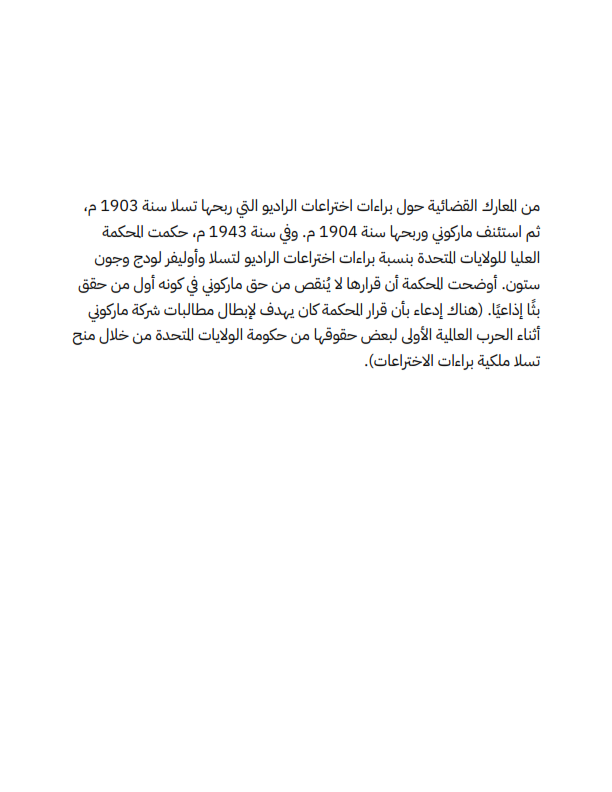 من المعارك القضائية حول براءات اختراعات الراديو التي ربحها تسلا سنة 1903 م،
ثم استئنف ماركوني وربحها سنة 1904 م. وفي سنة 1943 م، حكمت المحكمة
العليا للولايات المتحدة بنسبة براءات اختراعات الراديو لتسلا وأوليفر لودج وجون
ستون. أوضحت المحكمة أن قرارها لا يُنقص من حق ماركوني في كونه أول من حقق
بثًا إذاعيًا. (هناك إدعاء بأن قرار المحكمة كان يهدف لإبطال مطالبات شركة ماركوني
أثناء الحرب العالمية الأولى لبعض حقوقها من حكومة الولايات المتحدة من خلال منح
تسلا ملكية براءات الاختراعات).